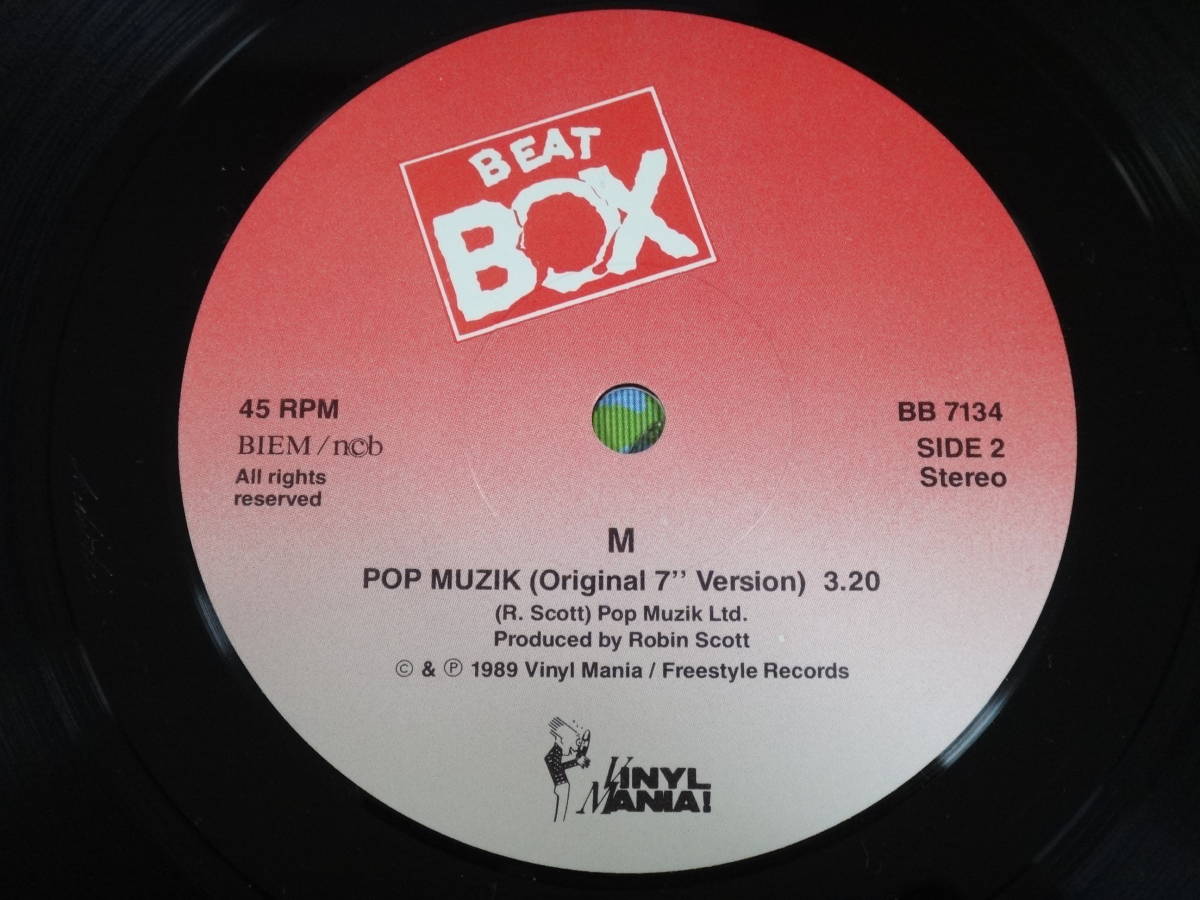 BEAT
BOX
45 RPM
BIEM/n©b
All rights
reserved
BB 7134
SIDE 2
Stereo
M
POP MUZIK (Original 7'' Version) 3.20
(R. Scott) Pop Muzik Ltd.
Produced by Robin Scott
© & ℗ 1989 Vinyl Mania / Freestyle Records
VINYL
MANIA!